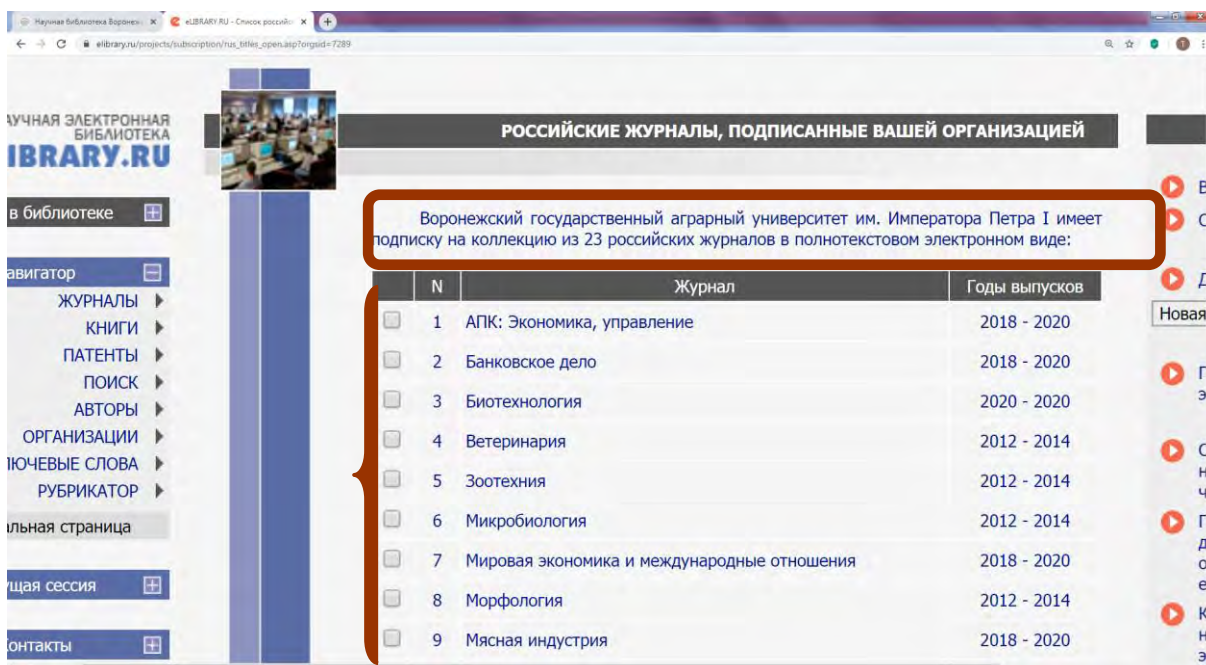 Научная библиотека Воронеж
eLIBRARY.RU - Список россий
elibrary.ru/projects/subscription/rus_titles_open.asp?orgsid=7289
АУЧНАЯ ЭЛЕКТРОННАЯ
БИБЛИОТЕКА
IBRARY.RU
в библиотеке
авигатор
ЖУРНАЛЫ
КНИГИ
ПАТЕНТЫ
ПОИСК
АВТОРЫ
ОРГАНИЗАЦИИ
ЛЮЧЕВЫЕ СЛОВА
РУБРИКАТОР
альная страница
ущая сессия
Контакты
РОССИЙСКИЕ ЖУРНАЛЫ, ПОДПИСАННЫЕ ВАШЕЙ ОРГАНИЗАЦИЕЙ
Воронежский государственный аграрный университет им. Императора Петра I имеет
подписку на коллекцию из 23 российских журналов в полнотекстовом электронном виде:
N Журнал Годы выпусков
1 АПК: Экономика, управление 2018 - 2020
2 Банковское дело 2018 - 2020
3 Биотехнология 2020 - 2020
4 Ветеринария 2012 - 2014
5 Зоотехния 2012 - 2014
6 Микробиология 2012 - 2014
7 Мировая экономика и международные отношения 2018 - 2020
8 Морфология 2012 - 2014
9 Мясная индустрия 2018 - 2020
Новая